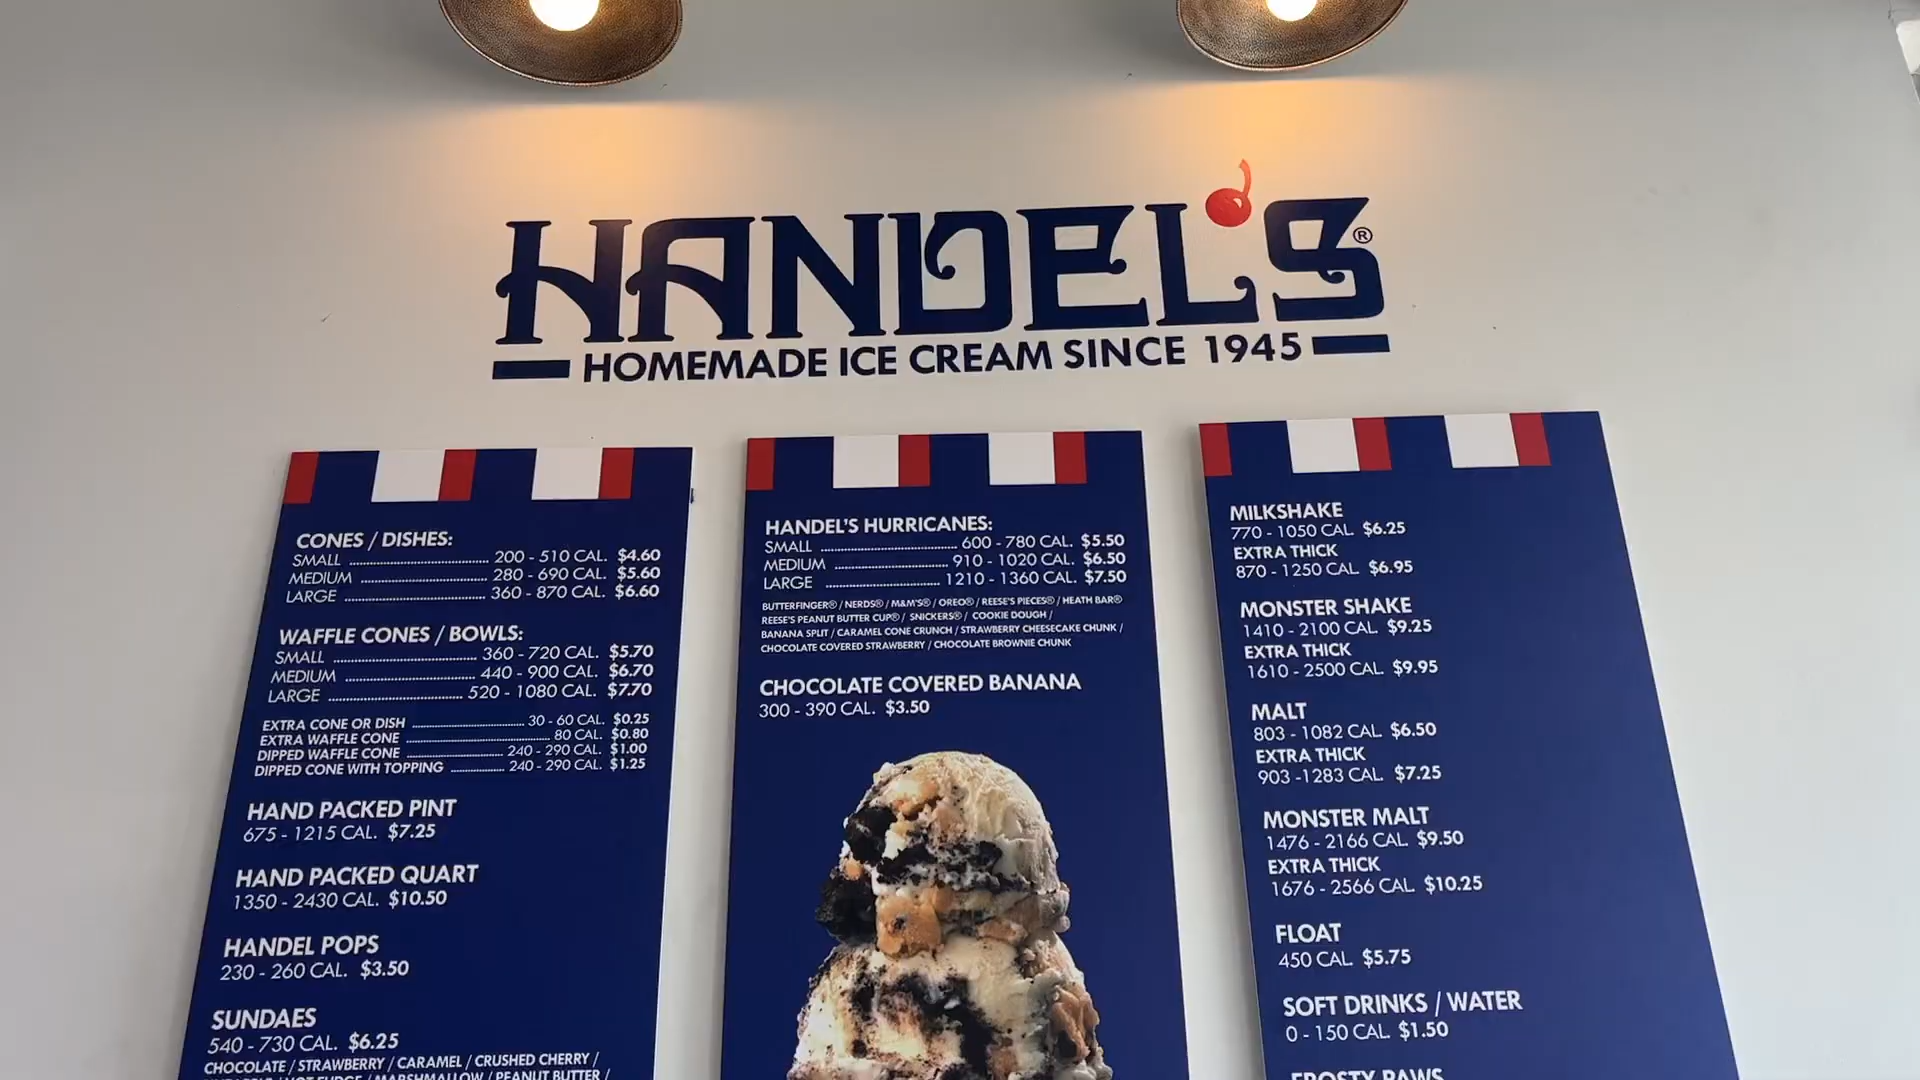 HANDEL'S®
HOMEMADE ICE CREAM SINCE 1945
CONES / DISHES:
SMALL 200 - 510 CAL. $4.60
MEDIUM 280 - 690 CAL. $5.60
LARGE 360 - 870 CAL. $6.60
WAFFLE CONES / BOWLS:
SMALL 360 - 720 CAL. $5.70
MEDIUM 440 - 900 CAL. $6.70
LARGE 520 - 1080 CAL. $7.70
EXTRA CONE OR DISH 30 - 60 CAL. $0.25
EXTRA WAFFLE CONE 80 CAL. $0.80
DIPPED WAFFLE CONE 240 - 290 CAL. $1.00
DIPPED CONE WITH TOPPING 240 - 290 CAL. $1.25
HAND PACKED PINT
675 - 1215 CAL. $7.25
HAND PACKED QUART
1350 - 2430 CAL. $10.50
HANDEL POPS
230 - 260 CAL. $3.50
SUNDAES
540 - 730 CAL. $6.25
CHOCOLATE / STRAWBERRY / CARAMEL / CRUSHED CHERRY /
/ HOT FUDGE / MARSHMALLOW / PEANUT BUTTER /
HANDEL'S HURRICANES:
SMALL 600 - 780 CAL. $5.50
MEDIUM 910 - 1020 CAL. $6.50
LARGE 1210 - 1360 CAL. $7.50
BUTTERFINGER® / NERDS® / M&M'S® / OREO® / REESE'S PIECES® / HEATH BAR®
REESE'S PEANUT BUTTER CUP® / SNICKERS® / COOKIE DOUGH /
BANANA SPLIT / CARAMEL CONE CRUNCH / STRAWBERRY CHEESECAKE CHUNK /
CHOCOLATE COVERED STRAWBERRY / CHOCOLATE BROWNIE CHUNK
CHOCOLATE COVERED BANANA
300 - 390 CAL. $3.50
MILKSHAKE
770 - 1050 CAL. $6.25
EXTRA THICK
870 - 1250 CAL. $6.95
MONSTER SHAKE
1410 - 2100 CAL. $9.25
EXTRA THICK
1610 - 2500 CAL. $9.95
MALT
803 - 1082 CAL. $6.50
EXTRA THICK
903 -1283 CAL. $7.25
MONSTER MALT
1476 - 2166 CAL. $9.50
EXTRA THICK
1676 - 2566 CAL. $10.25
FLOAT
450 CAL. $5.75
SOFT DRINKS / WATER
0 - 150 CAL. $1.50
FROSTY PAWS